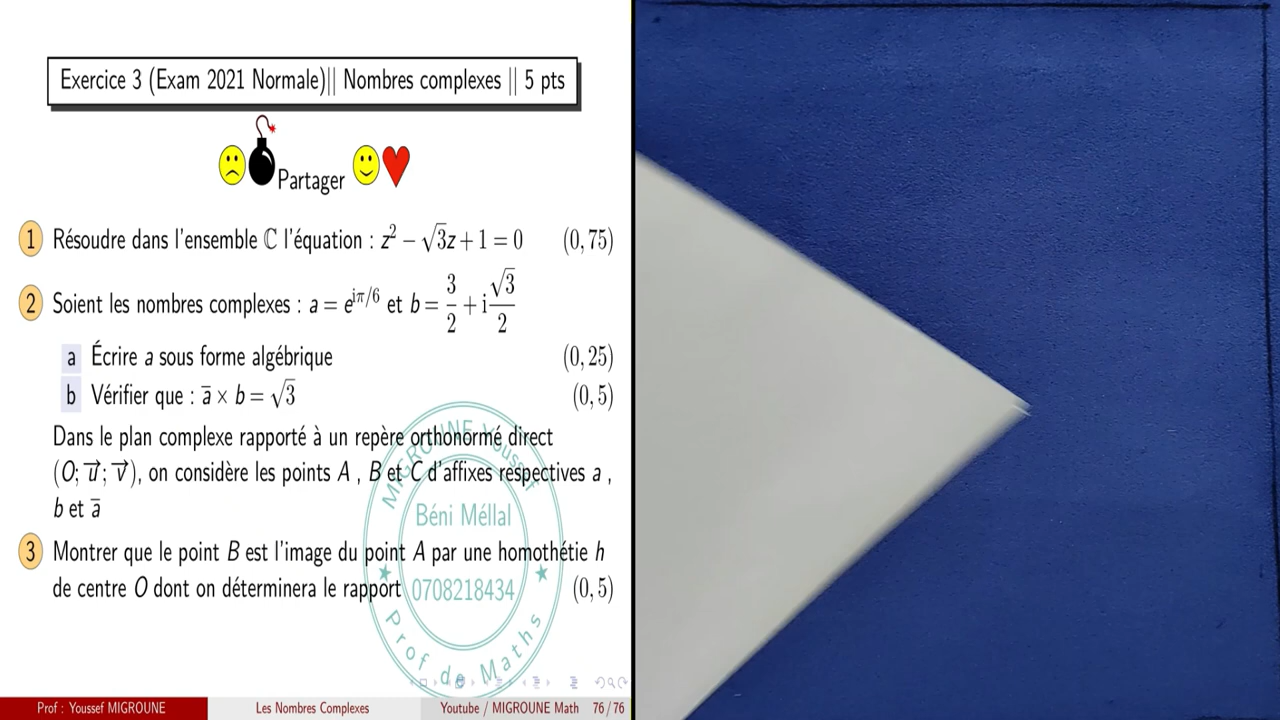 Exercice 3 (Exam 2021 Normale)|| Nombres complexes || 5 pts
Partager
1 Résoudre dans l'ensemble ℂ l'équation : z² − √3z + 1 = 0 (0, 75)
2 Soient les nombres complexes : a = e^{iπ/6} et b = 3/2 + i√3/2
a Écrire a sous forme algébrique (0, 25)
b Vérifier que : ā × b = √3 (0, 5)
Dans le plan complexe rapporté à un repère orthonormé direct
(O; u⃗; v⃗), on considère les points A , B et C d'affixes respectives a ,
b et ā
3 Montrer que le point B est l'image du point A par une homothétie h
de centre O dont on déterminera le rapport (0, 5)
MIGROUNE Youssef
Béni Méllal
0708218434
★ Prof de Maths ★
Prof : Youssef MIGROUNE Les Nombres Complexes Youtube / MIGROUNE Math 76 / 76